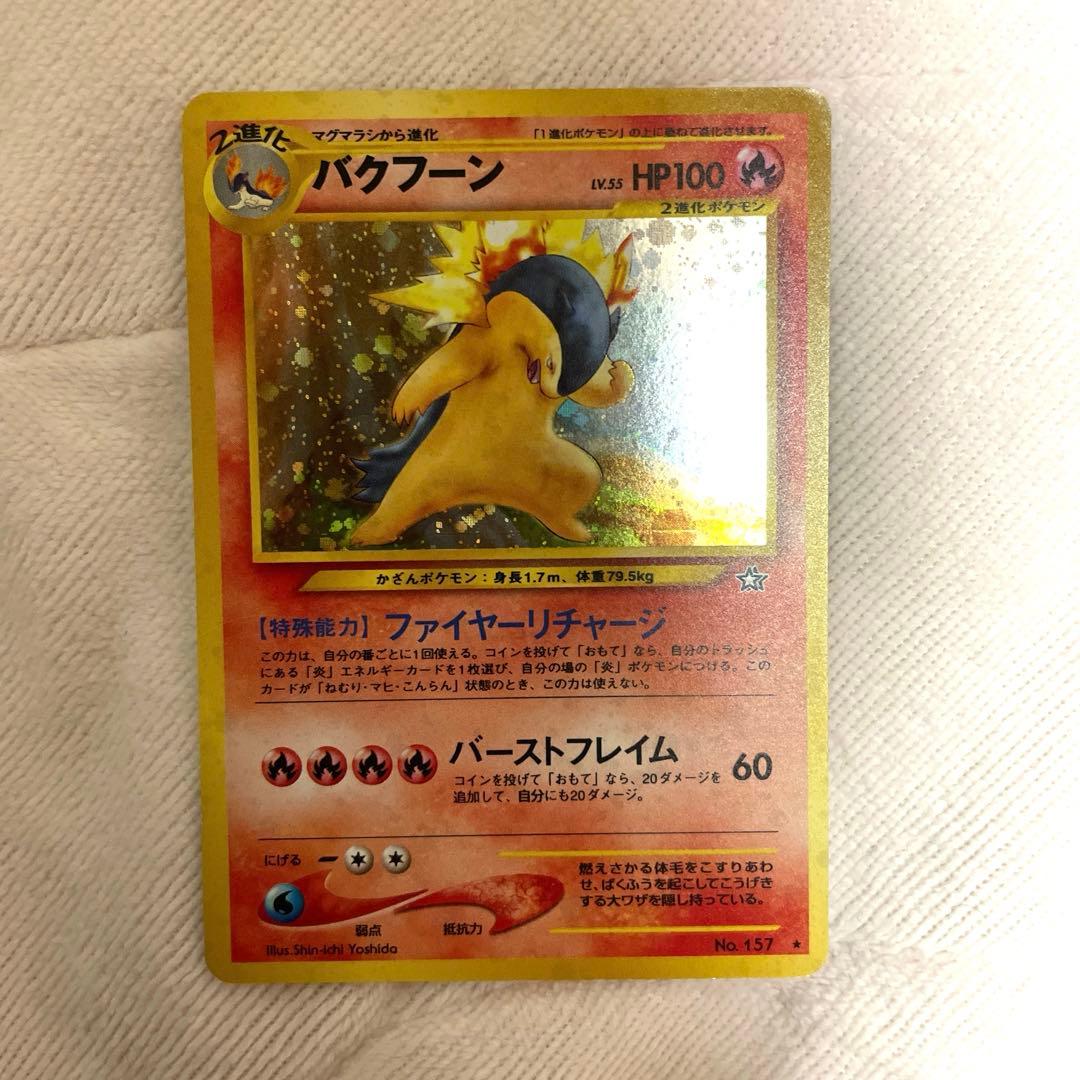 2進化
マグマラシから進化
「1進化ポケモン」の上に重ねて進化させます。
バクフーン
LV.55 HP100
2進化ポケモン
かざんポケモン：身長1.7m、体重79.5kg
【特殊能力】ファイヤーリチャージ
この力は、自分の番ごとに1回使える。コインを投げて「おもて」なら、自分のトラッシュ
にある「炎」エネルギーカードを1枚選び、自分の場の「炎」ポケモンにつける。この
カードが「ねむり・マヒ・こんらん」状態のとき、この力は使えない。
バーストフレイム 60
コインを投げて「おもて」なら、20ダメージを
追加して、自分にも20ダメージ。
にげる
弱点
抵抗力
燃えさかる体毛をこすりあわ
せ、ばくふうを起こしてこうげき
する大ワザを隠し持っている。
Illus.Shin-ichi Yoshida
No. 157 ★